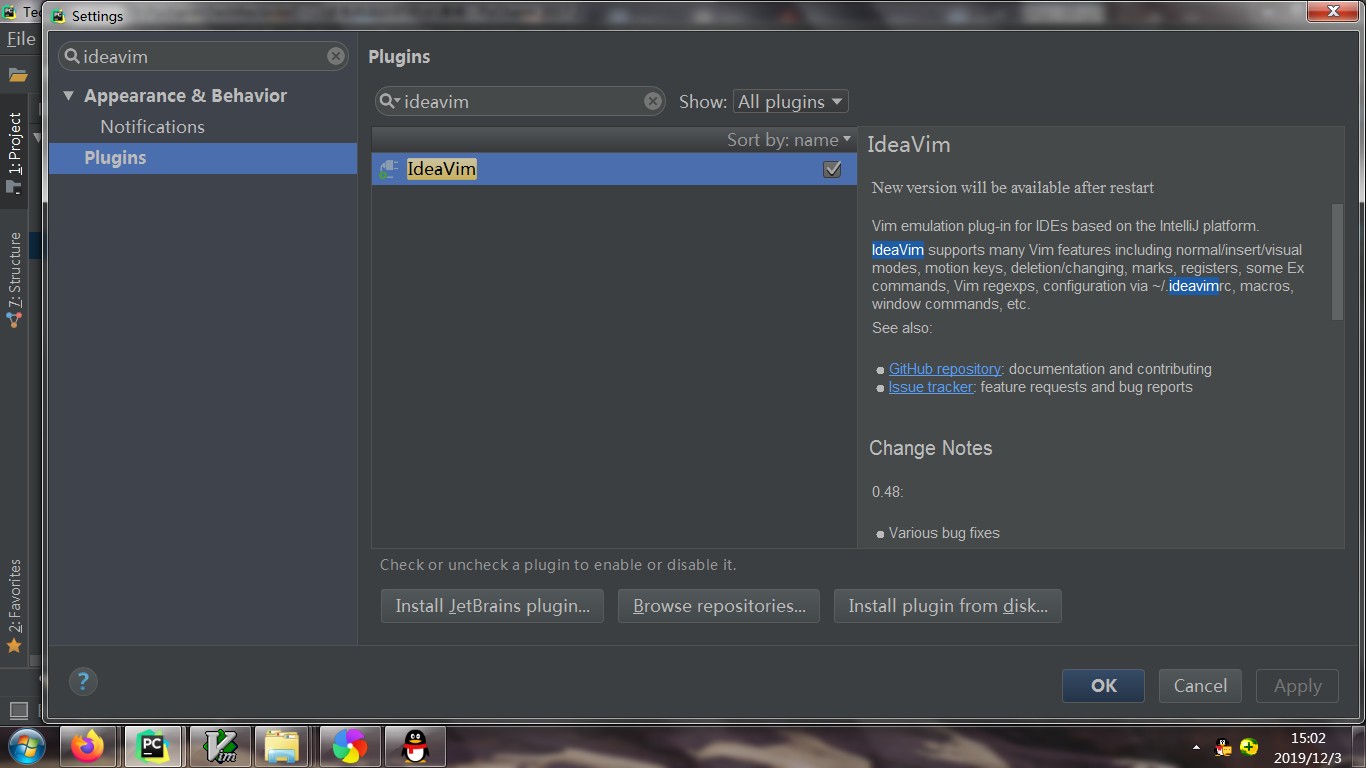 Te
Settings
File
ideavim
Appearance & Behavior
Notifications
Plugins
1: Project
7: Structure
2: Favorites
Plugins
ideavim
Show: All plugins
Sort by: name
IdeaVim
IdeaVim
New version will be available after restart
Vim emulation plug-in for IDEs based on the IntelliJ platform.
IdeaVim supports many Vim features including normal/insert/visual
modes, motion keys, deletion/changing, marks, registers, some Ex
commands, Vim regexps, configuration via ~/.ideavimrc, macros,
window commands, etc.
See also:
GitHub repository: documentation and contributing
Issue tracker: feature requests and bug reports
Change Notes
0.48:
Various bug fixes
Check or uncheck a plugin to enable or disable it.
Install JetBrains plugin...
Browse repositories...
Install plugin from disk...
?
OK
Cancel
Apply
PC
Vim
15:02
2019/12/3